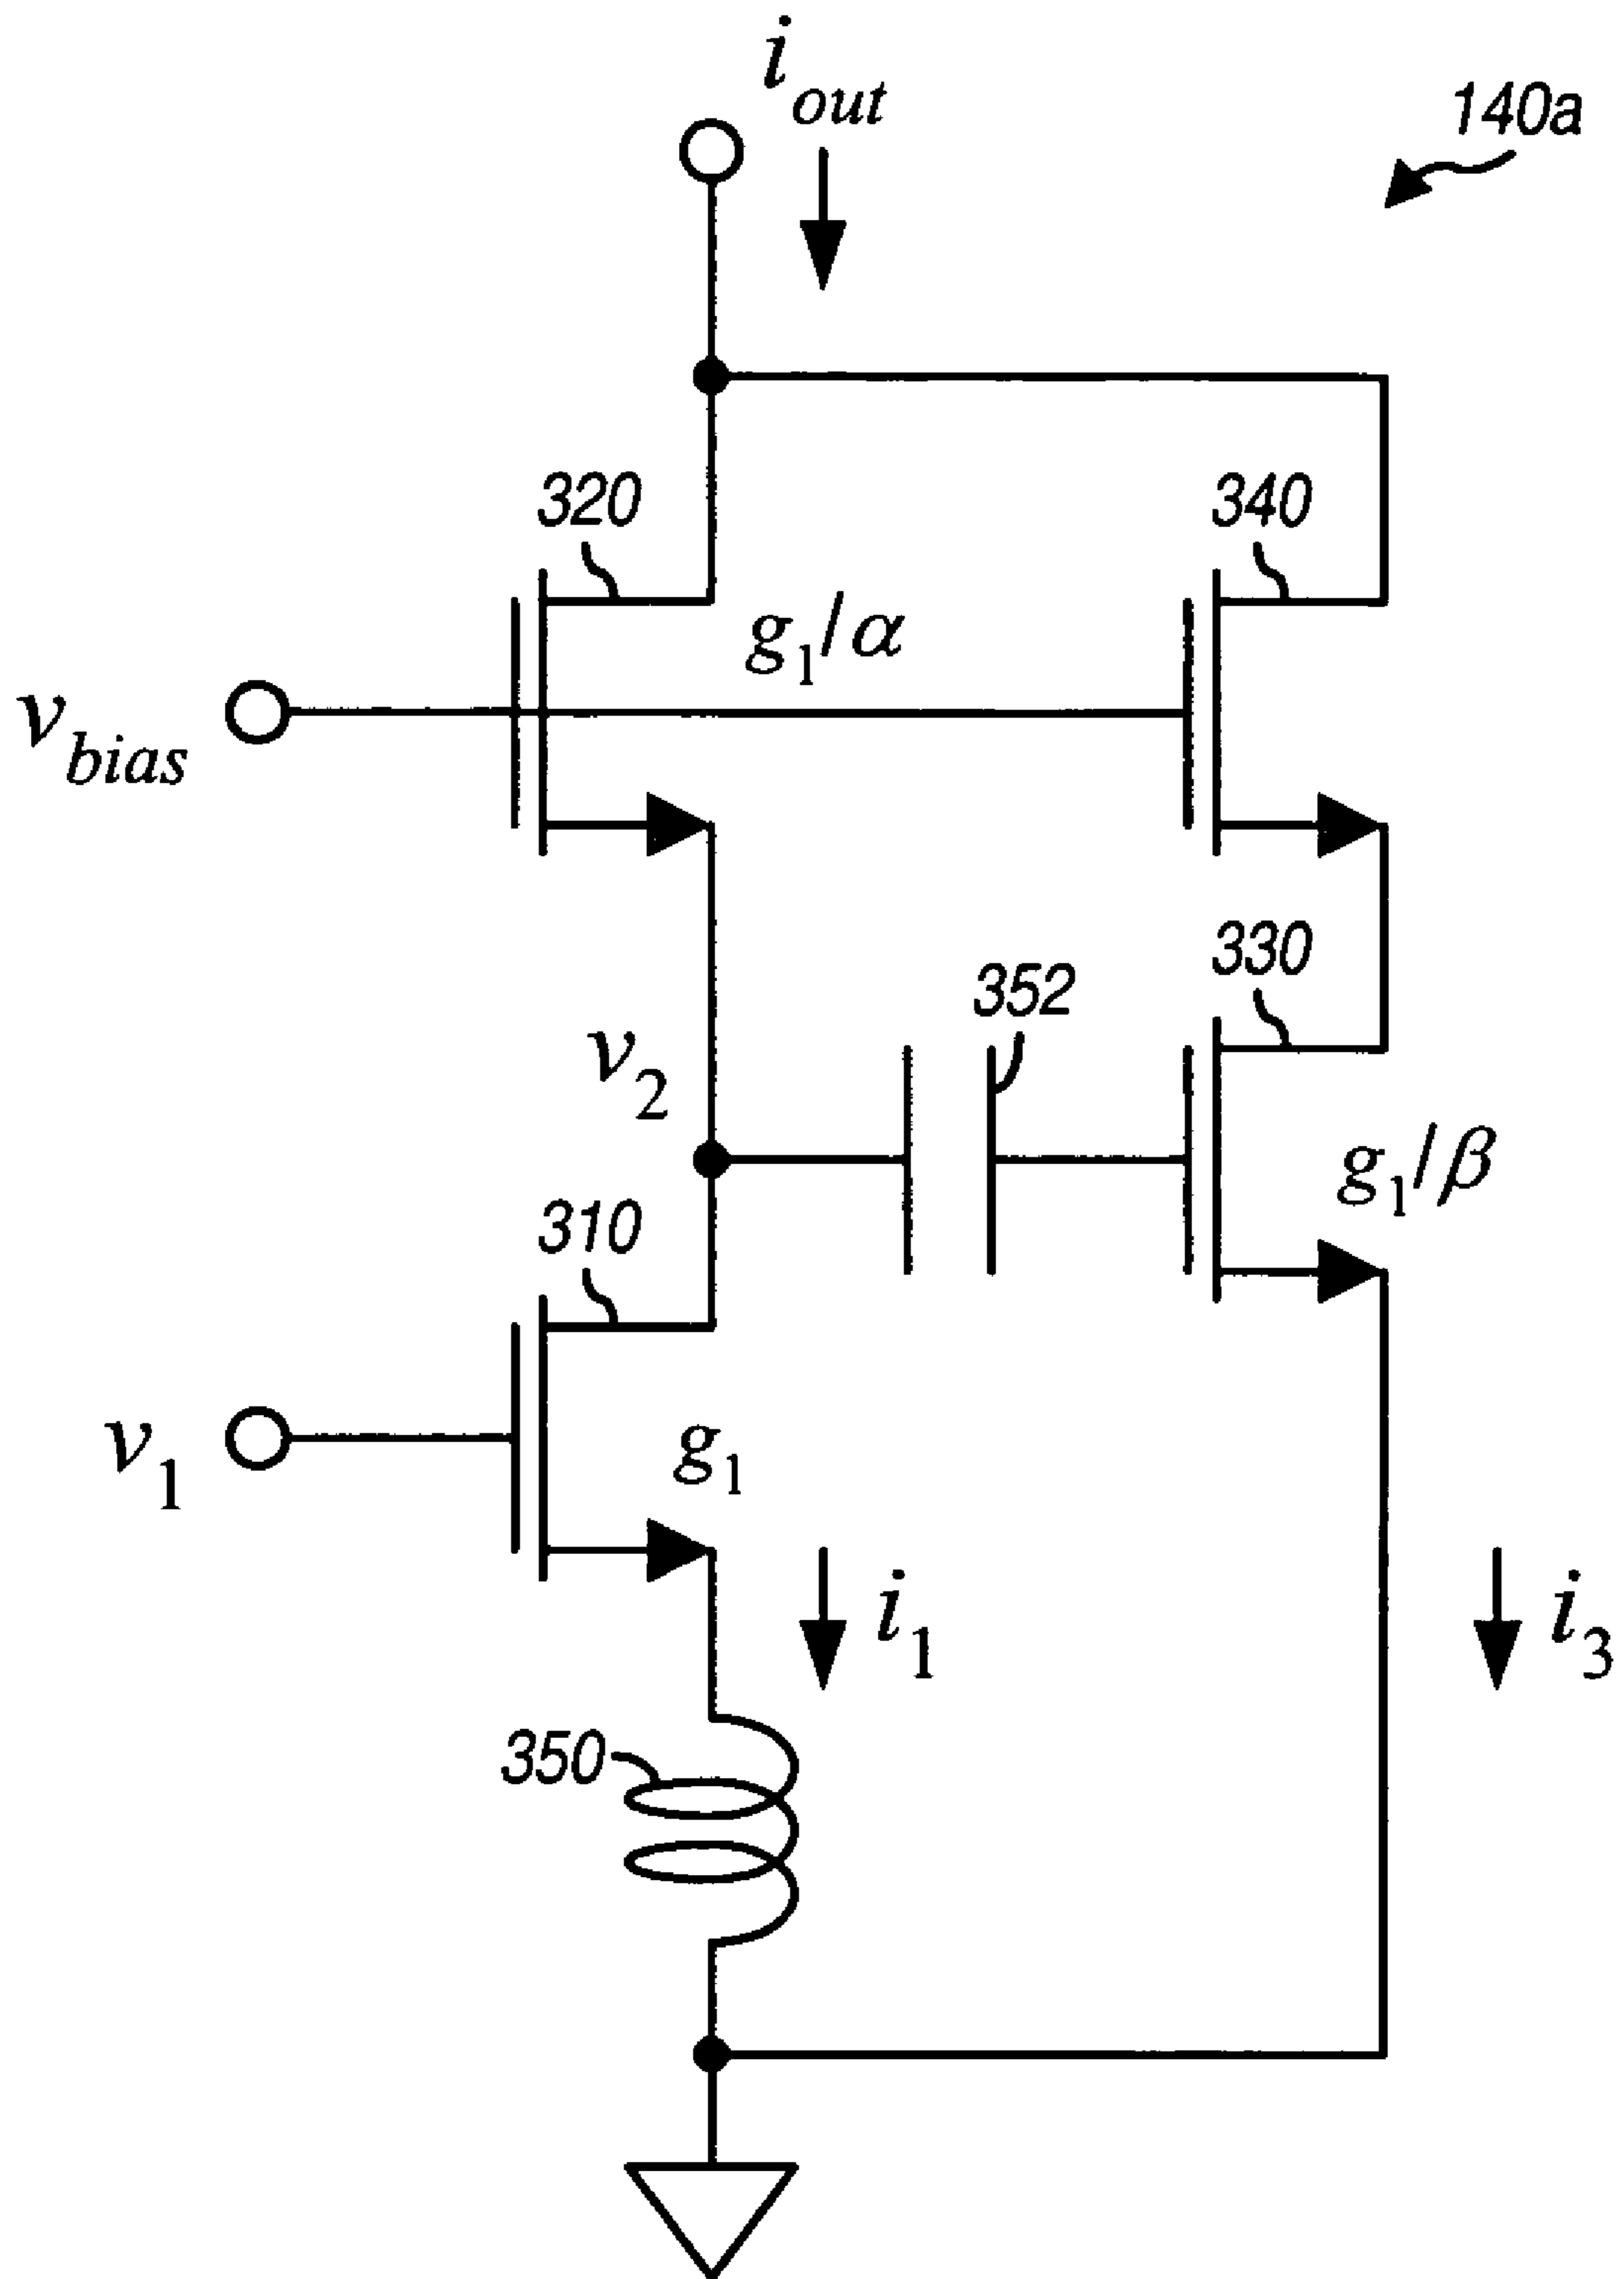 i_out
140a
320
340
g_1/α
v_bias
330
352
v_2
g_1/β
310
v_1
g_1
i_1
i_3
350